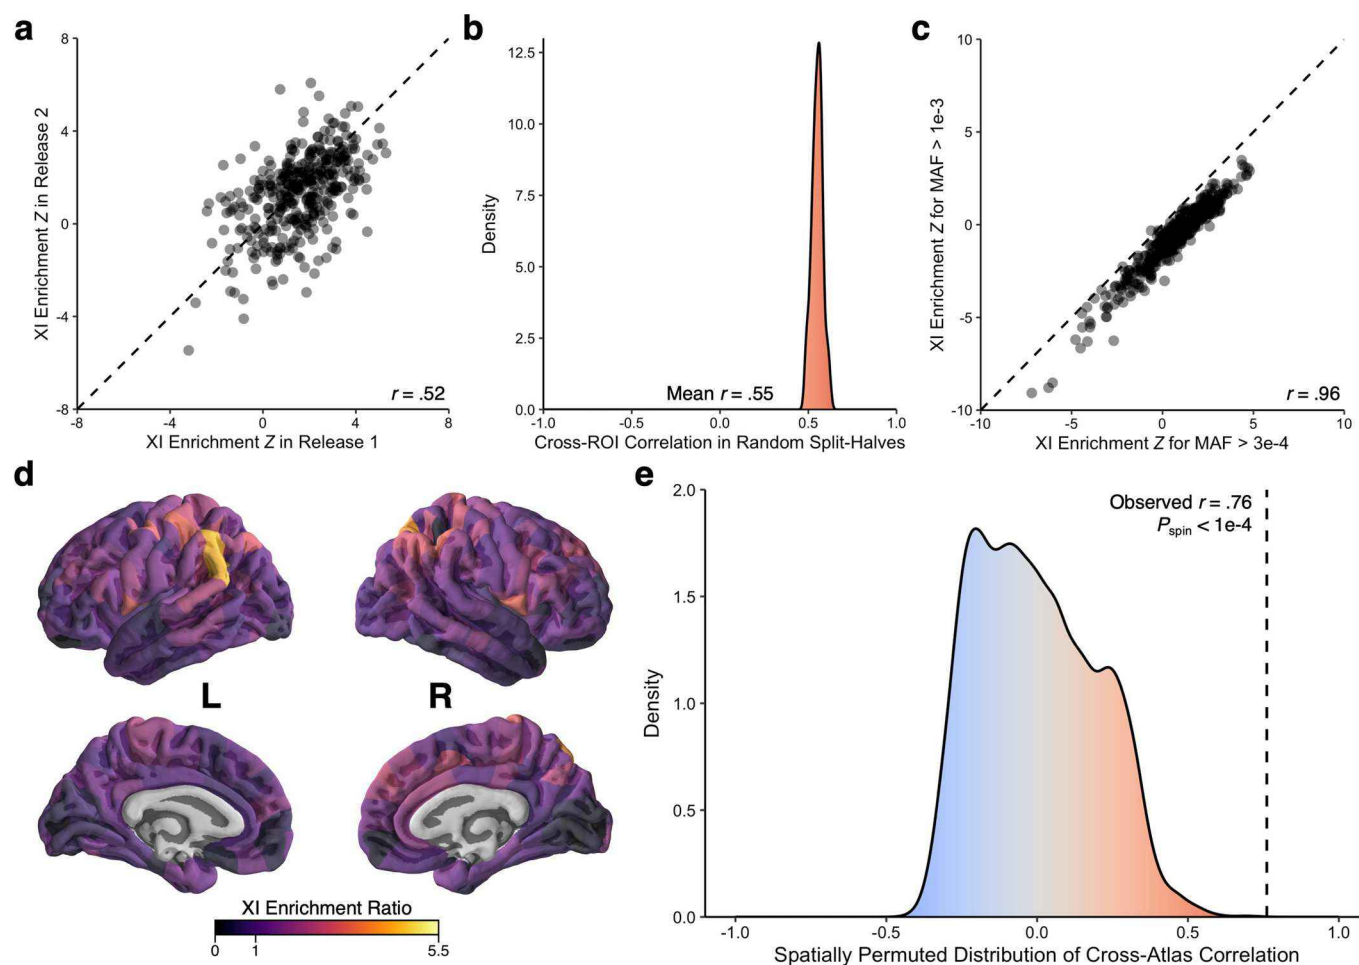 a
8
4
0
-4
-8
-8
-4
0
4
8
XI Enrichment Z in Release 2
XI Enrichment Z in Release 1
r = .52
b
12.5
10.0
7.5
5.0
2.5
0.0
-1.0
-0.5
0.0
0.5
1.0
Density
Mean r = .55
Cross-ROI Correlation in Random Split-Halves
c
10
5
0
-5
-10
-10
-5
0
5
10
XI Enrichment Z for MAF > 1e-3
XI Enrichment Z for MAF > 3e-4
r = .96
d
L
R
XI Enrichment Ratio
0
1
5.5
e
2.0
1.5
1.0
0.5
0.0
-1.0
-0.5
0.0
0.5
1.0
Density
Observed r = .76
Pspin < 1e-4
Spatially Permuted Distribution of Cross-Atlas Correlation